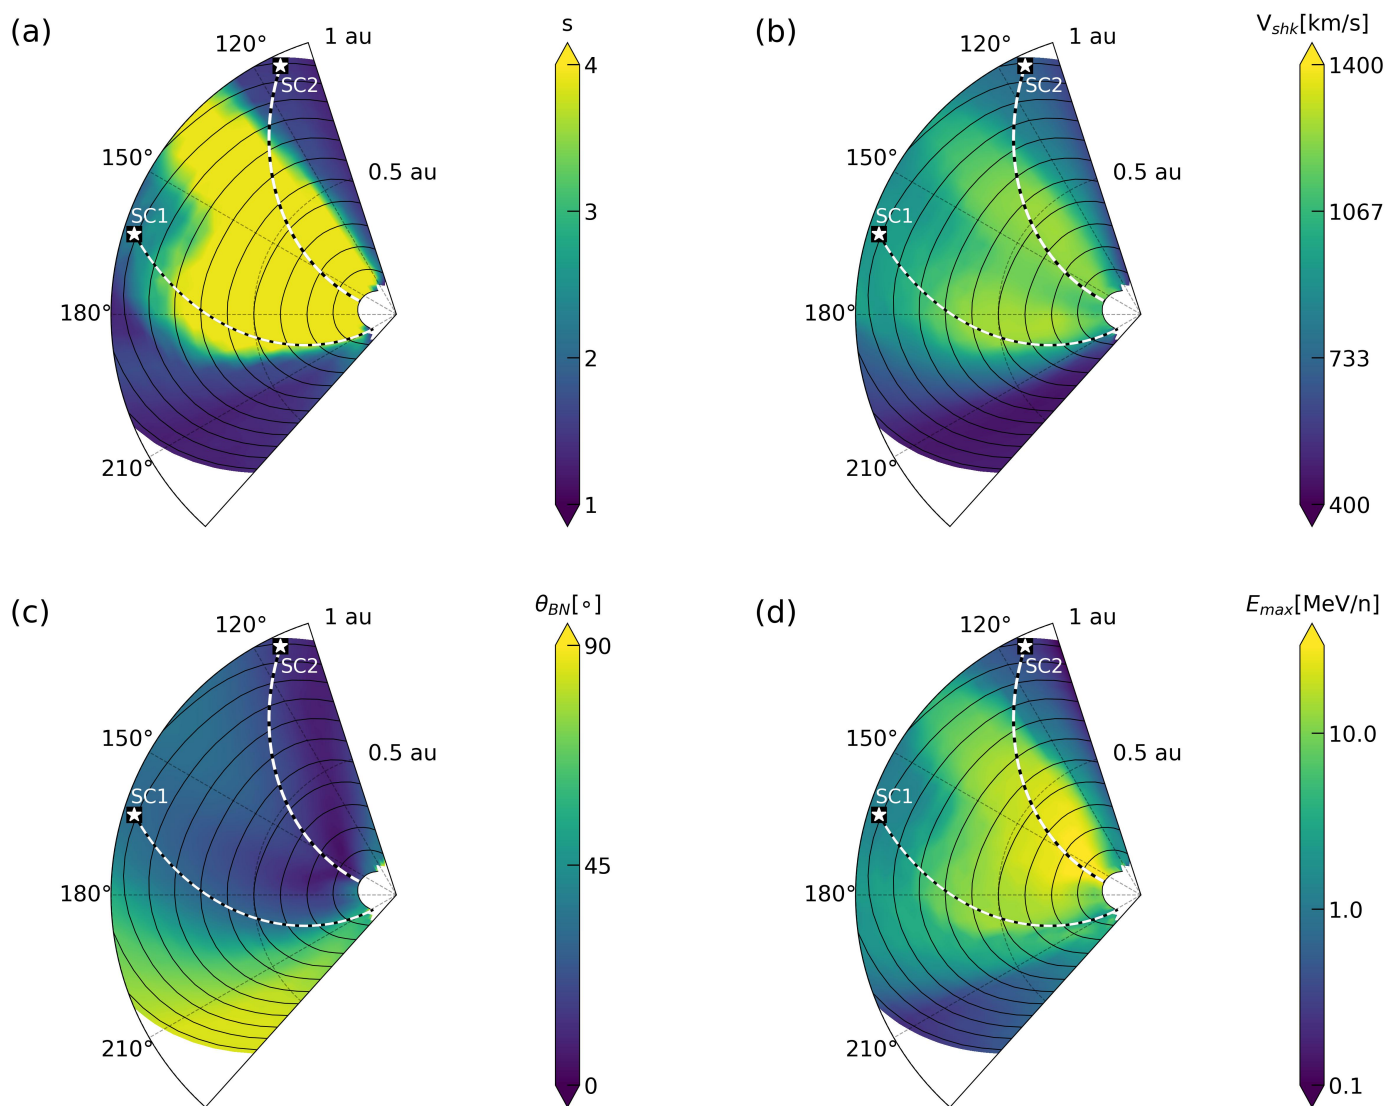 (a)
s
120°
1 au
4
SC2
150°
0.5 au
3
SC1
180°
2
210°
1
(b)
V_shk[km/s]
120°
1 au
1400
SC2
150°
0.5 au
1067
SC1
180°
733
210°
400
(c)
θ_BN[∘]
120°
1 au
90
SC2
150°
0.5 au
SC1
45
180°
210°
0
(d)
E_max[MeV/n]
120°
1 au
SC2
150°
0.5 au
10.0
SC1
180°
1.0
210°
0.1